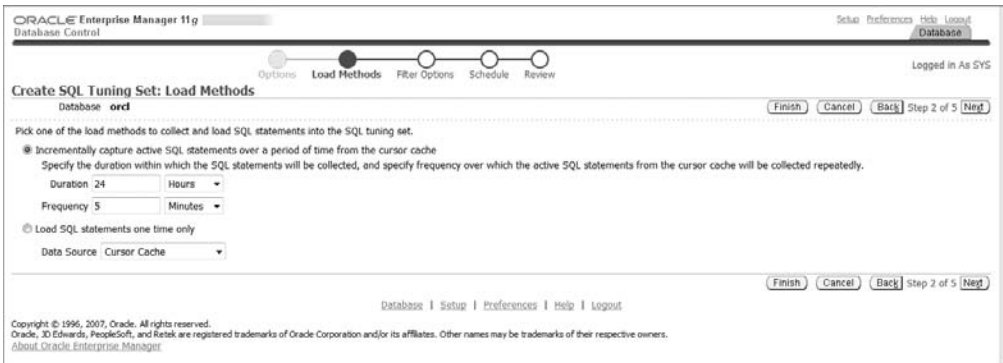 ORACLE Enterprise Manager 11g
Database Control
Setup Preferences Help Logout
Database
Options Load Methods Filter Options Schedule Review
Logged in As SYS
Create SQL Tuning Set: Load Methods
Database orcl
Finish Cancel Back Step 2 of 5 Next
Pick one of the load methods to collect and load SQL statements into the SQL tuning set.
Incrementally capture active SQL statements over a period of time from the cursor cache
Specify the duration within which the SQL statements will be collected, and specify frequency over which the active SQL statements from the cursor cache will be collected repeatedly.
Duration 24 Hours
Frequency 5 Minutes
Load SQL statements one time only
Data Source Cursor Cache
Finish Cancel Back Step 2 of 5 Next
Database | Setup | Preferences | Help | Logout
Copyright © 1996, 2007, Oracle. All rights reserved.
Oracle, JD Edwards, PeopleSoft, and Retek are registered trademarks of Oracle Corporation and/or its affiliates. Other names may be trademarks of their respective owners.
About Oracle Enterprise Manager